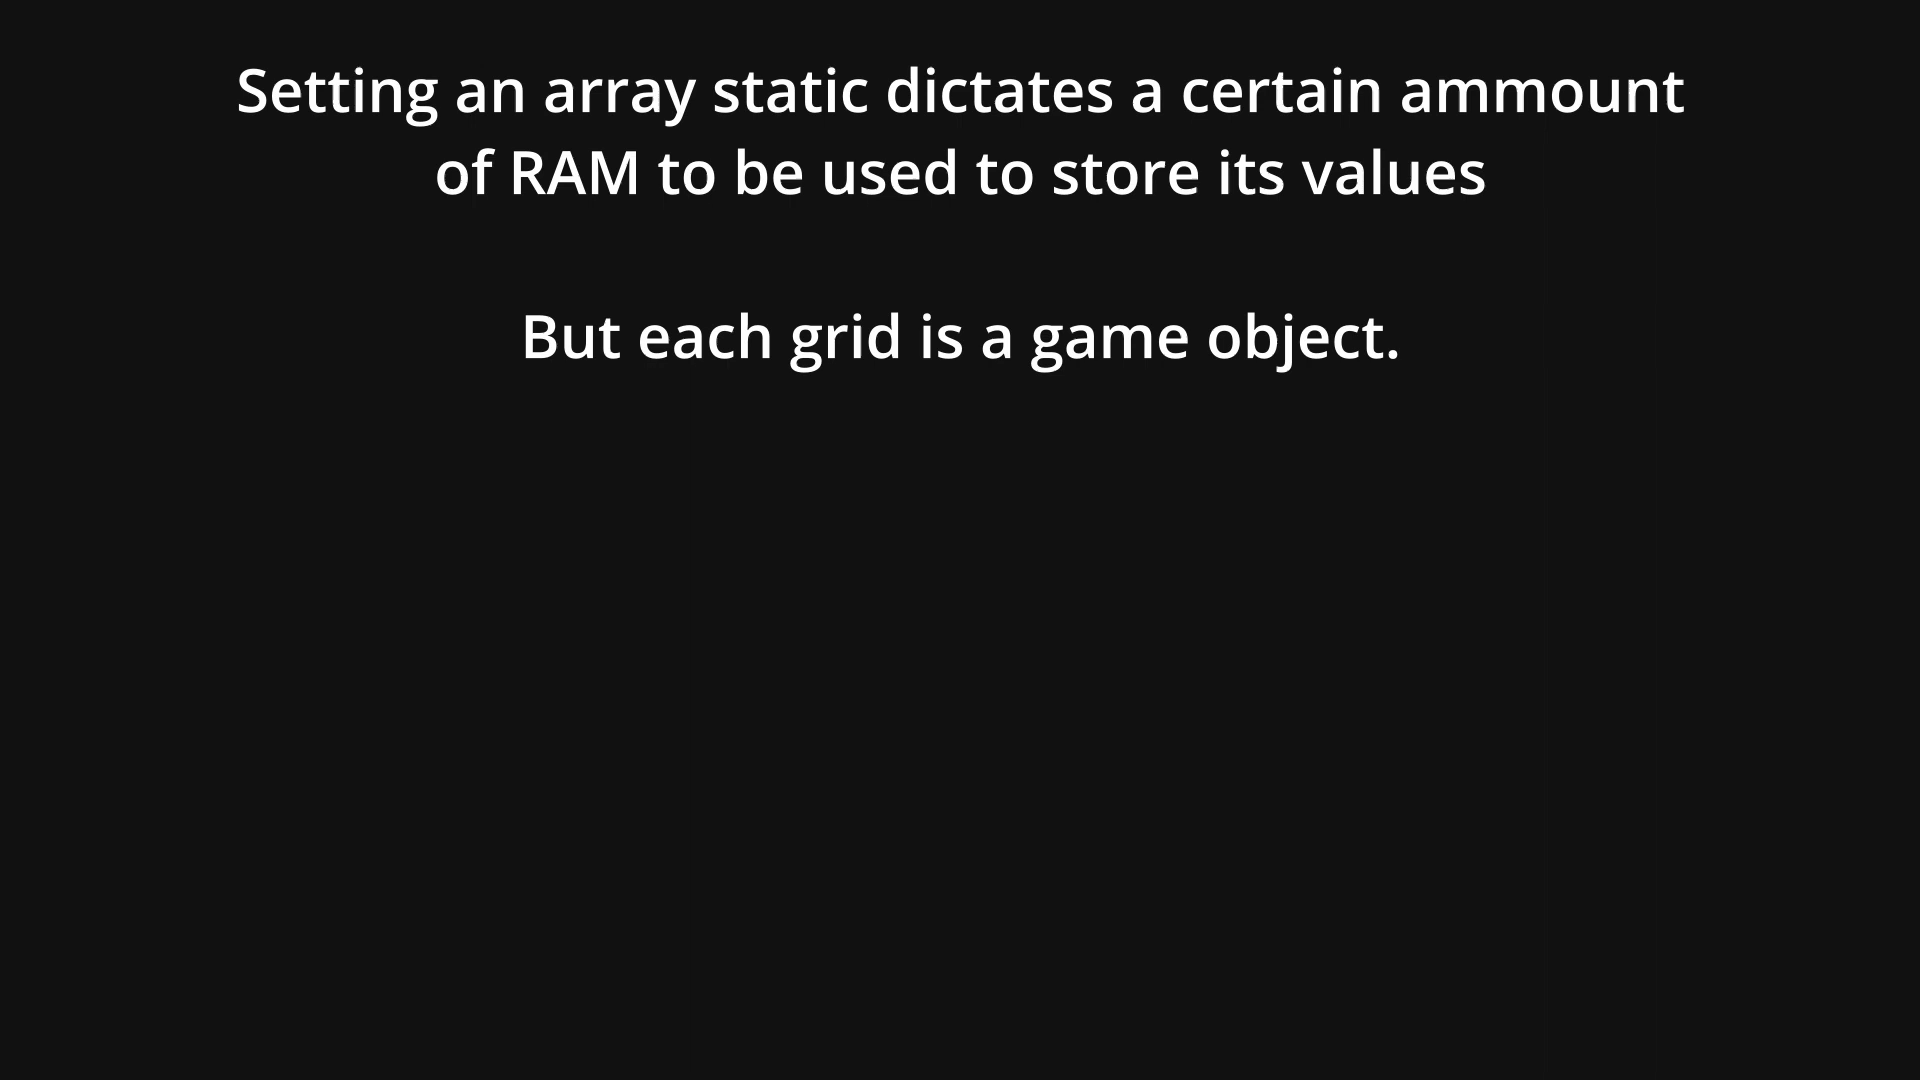 Setting an array static dictates a certain ammount
of RAM to be used to store its values
But each grid is a game object.